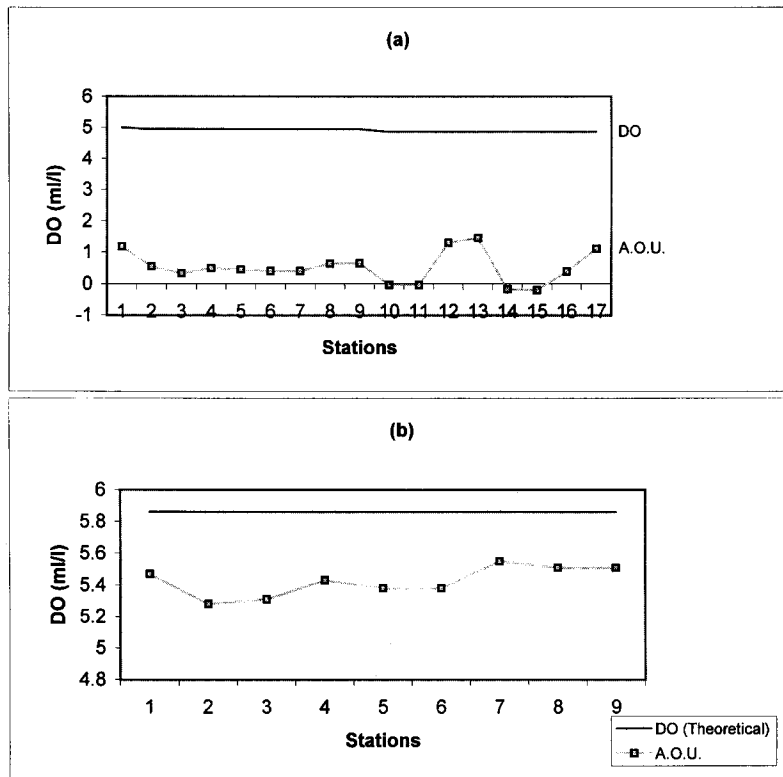 (a)
6
5
4
3
2
1
0
-1
DO (ml/l)
DO
A.O.U.
1 2 3 4 5 6 7 8 9 10 11 12 13 14 15 16 17
Stations
(b)
6
5.8
5.6
5.4
5.2
5
4.8
DO (ml/l)
1 2 3 4 5 6 7 8 9
Stations
DO (Theoretical)
A.O.U.